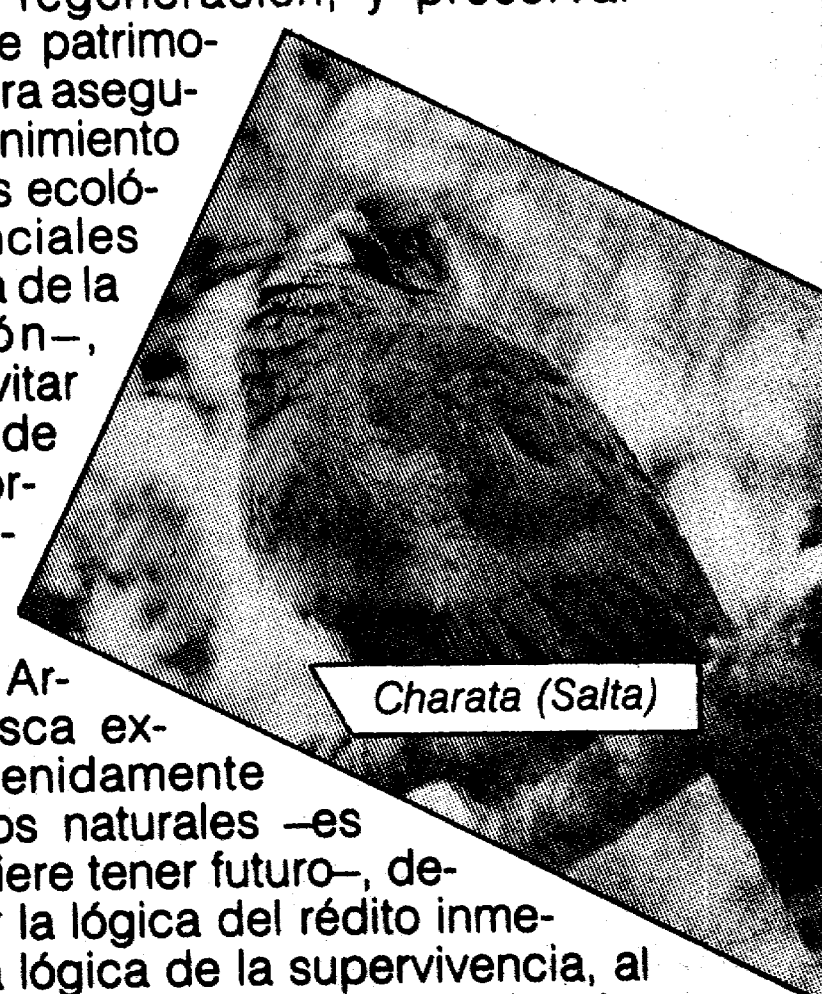 regeneración, y preservar
e patrimo-
ra asegu-
nimiento
s ecoló-
nciales
a de la
ón–,
vitar
de
or-
-
Ar-
sca ex-
enidamente
os naturales –es
iere tener futuro–, de-
r la lógica del rédito inme-
a lógica de la supervivencia, al
Charata (Salta)